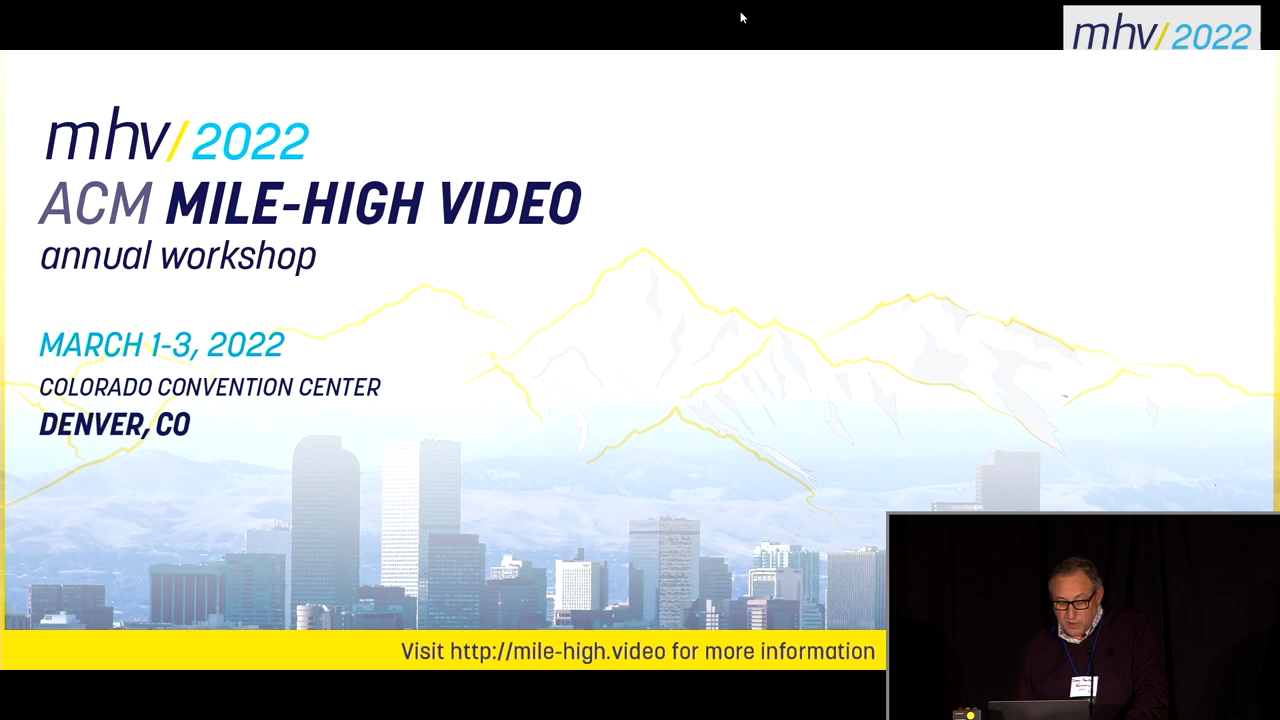 mhv/2022
mhv/2022
ACM MILE-HIGH VIDEO
annual workshop
MARCH 1-3, 2022
COLORADO CONVENTION CENTER
DENVER, CO
Visit http://mile-high.video for more information